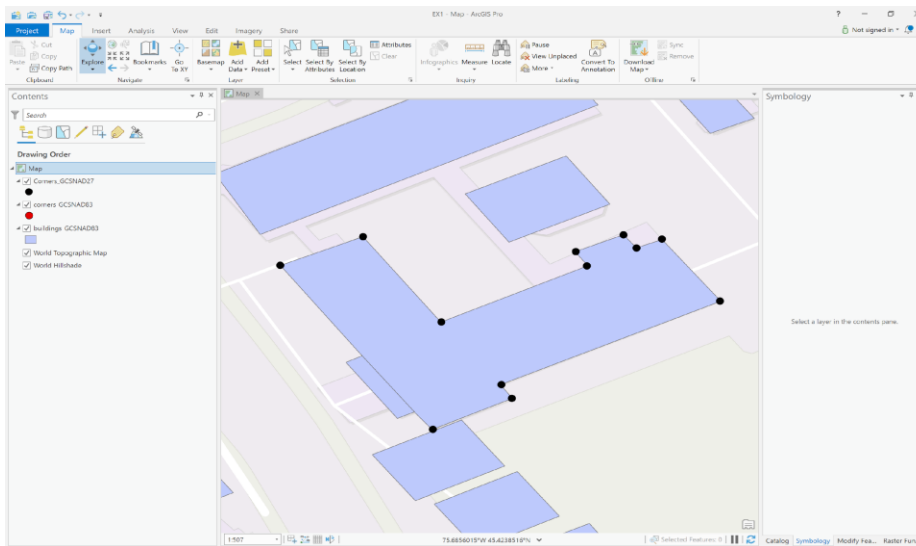 EX1 - Map - ArcGIS Pro
?
Project Map Insert Analysis View Edit Imagery Share
Not signed in
Paste
Cut
Copy
Copy Path
Clipboard
Explore
Bookmarks
Go To XY
Navigate
Basemap
Add Data
Add Preset
Layer
Select
Select By Attributes
Select By Location
Attributes
Clear
Selection
Infographics
Measure
Locate
Inquiry
Pause
View Unplaced
More
Convert To Annotation
Labeling
Download Map
Sync
Remove
Offline
Contents
Search
Drawing Order
Map
Corners_GCSNAD27
corners GCSNAD83
buildings GCSNAD83
World Topographic Map
World Hillshade
Map
1:507
75.6856015°W 45.4238518°N
Selected Features: 0
Symbology
Select a layer in the contents pane.
Catalog Symbology Modify Fea... Raster Fun